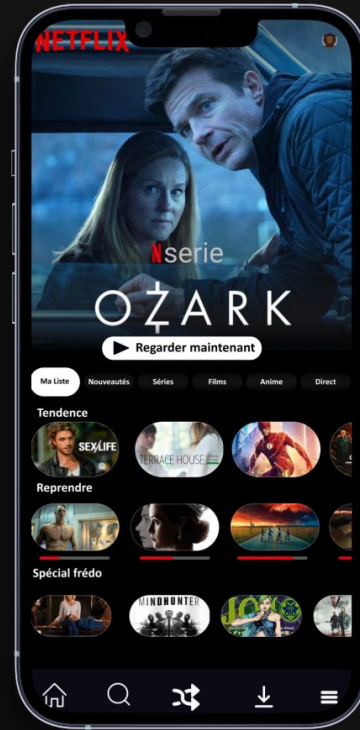 NETFLIX
N serie
OZARK
Regarder maintenant
Ma Liste Nouveautés Séries Films Anime Direct
Tendence
SEX/LIFE
TERRACE HOUSE
Reprendre
Spécial frédo
MINDHUNTER
JOJO